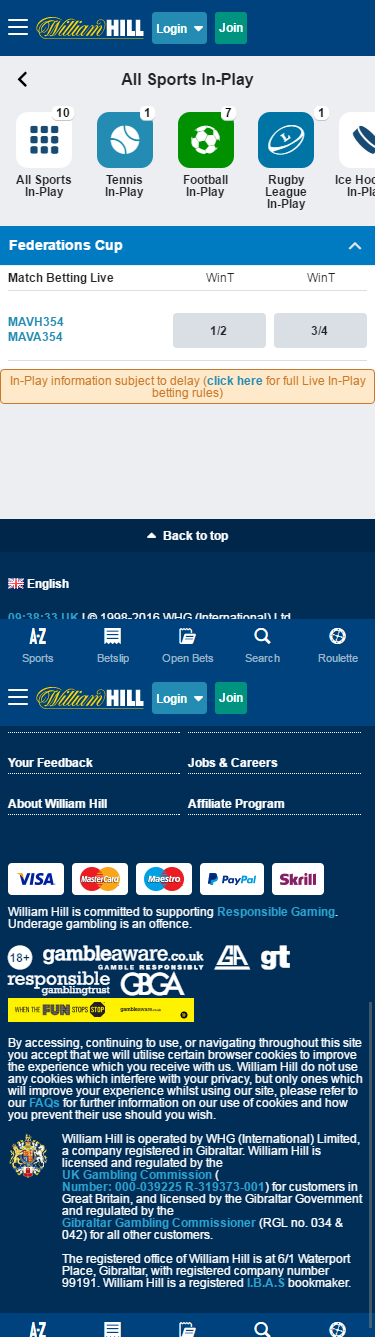 William HILL
Login
Join
All Sports In-Play
10
1
7
1
All Sports
In-Play
Tennis
In-Play
Football
In-Play
Rugby
League
In-Play
Federations Cup
Match Betting Live
WinT
WinT
MAVH354
MAVA354
1/2
3/4
In-Play information subject to delay (click here for full Live In-Play
betting rules)
Back to top
English
09:38:33 UK | © 1998-2016 WHG (International) Ltd
A-Z
Sports
Betslip
Open Bets
Search
Roulette
William HILL
Login
Join
Your Feedback
Jobs & Careers
About William Hill
Affiliate Program
VISA
MasterCard
Maestro
PayPal
Skrill
William Hill is committed to supporting Responsible Gaming.
Underage gambling is an offence.
18+
gambleaware.co.uk
GAMBLE RESPONSIBLY
gt
responsible
gamblingtrust
GBGA
WHEN THE FUN STOPS STOP
gambleaware.co.uk
By accessing, continuing to use, or navigating throughout this site
you accept that we will utilise certain browser cookies to improve
the experience which you receive with us. William Hill do not use
any cookies which interfere with your privacy, but only ones which
will improve your experience whilst using our site, please refer to
our FAQs for further information on our use of cookies and how
you prevent their use should you wish.
William Hill is operated by WHG (International) Limited,
a company registered in Gibraltar. William Hill is
licensed and regulated by the
UK Gambling Commission (
Number: 000-039225 R-319373-001) for customers in
Great Britain, and licensed by the Gibraltar Government
and regulated by the
Gibraltar Gambling Commissioner (RGL no. 034 &
042) for all other customers.
The registered office of William Hill is at 6/1 Waterport
Place, Gibraltar, with registered company number
99191. William Hill is a registered I.B.A.S bookmaker.
A-Z